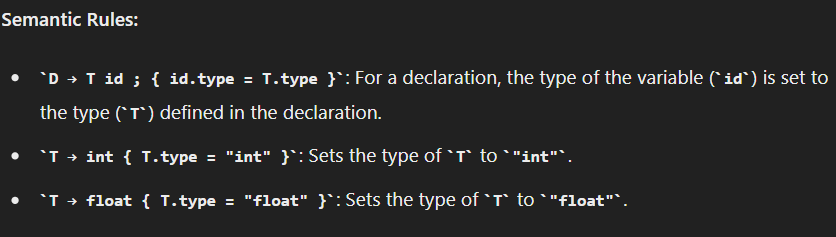 Semantic Rules:
• `D → T id ; { id.type = T.type }`: For a declaration, the type of the variable (`id`) is set to
the type (`T`) defined in the declaration.
• `T → int { T.type = "int" }`: Sets the type of `T` to `"int"`.
• `T → float { T.type = "float" }`: Sets the type of `T` to `"float"`.